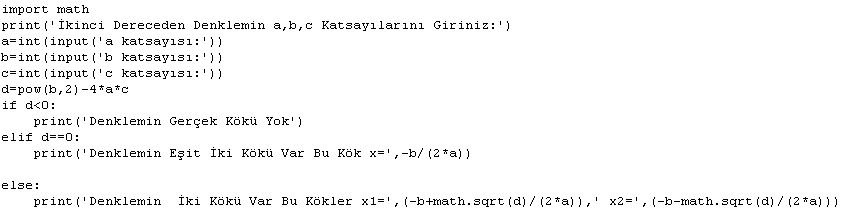 import math
print('İkinci Dereceden Denklemin a,b,c Katsayılarını Giriniz:')
a=int(input('a katsayısı:'))
b=int(input('b katsayısı:'))
c=int(input('c katsayısı:'))
d=pow(b,2)-4*a*c
if d<0:
    print('Denklemin Gerçek Kökü Yok')
elif d==0:
    print('Denklemin Eşit İki Kökü Var Bu Kök x=',-b/(2*a))
else:
    print('Denklemin  İki Kökü Var Bu Kökler x1=',(-b+math.sqrt(d)/(2*a)),' x2=',(-b-math.sqrt(d)/(2*a)))